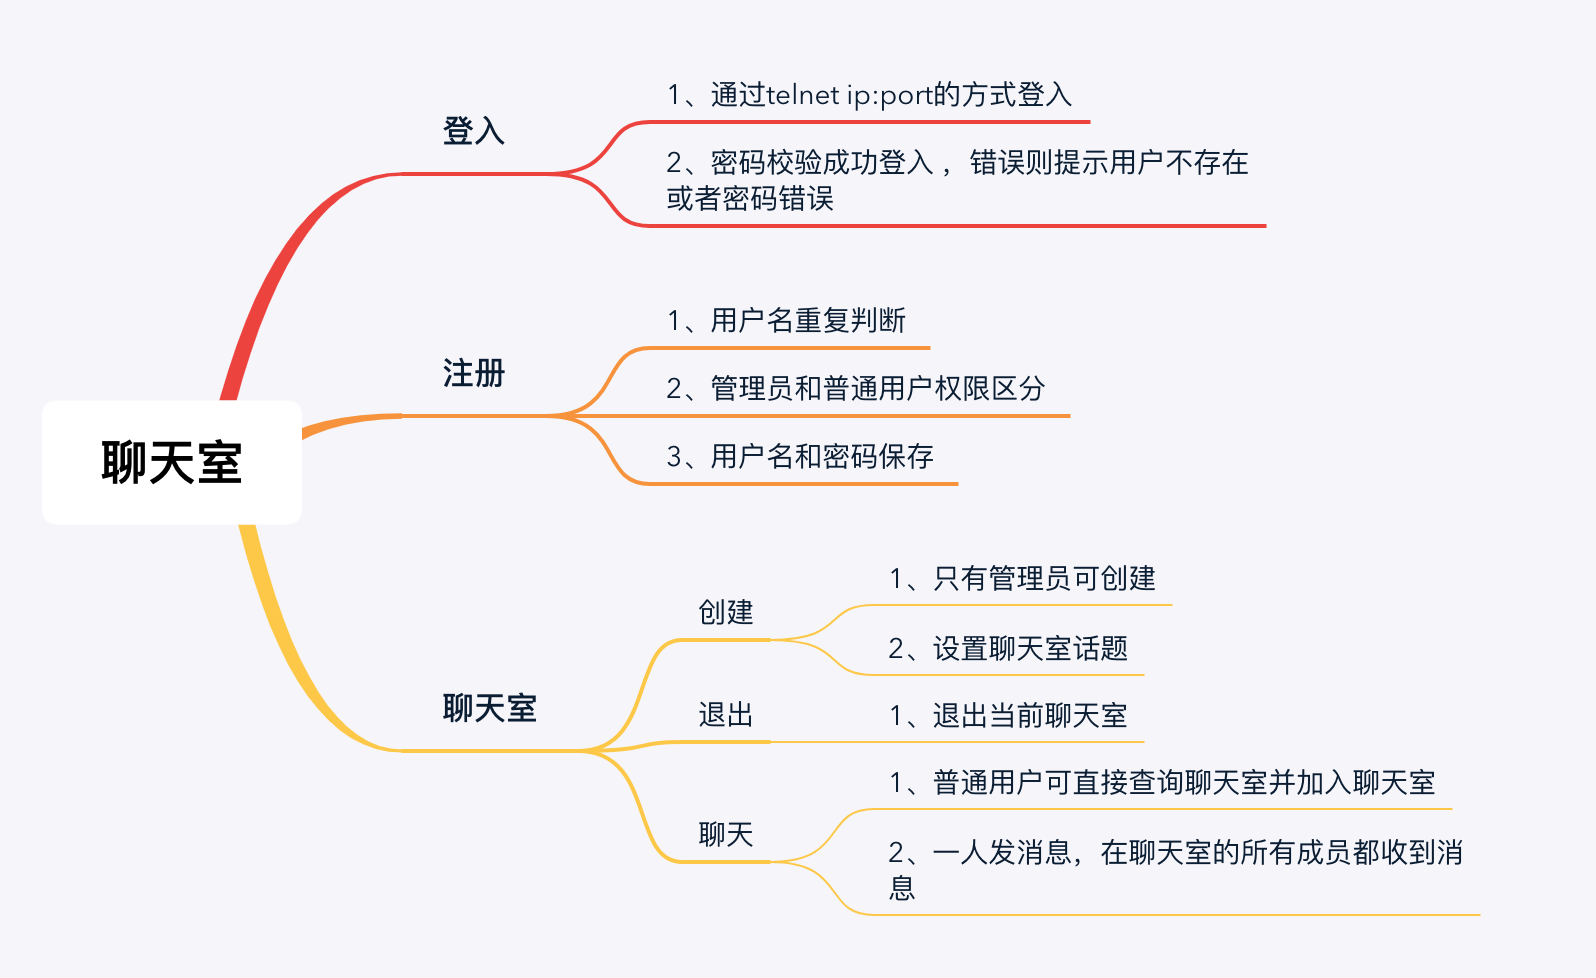 聊天室
登入
1、通过telnet ip:port的方式登入
2、密码校验成功登入 ，错误则提示用户不存在
或者密码错误
注册
1、用户名重复判断
2、管理员和普通用户权限区分
3、用户名和密码保存
聊天室
创建
1、只有管理员可创建
2、设置聊天室话题
退出
1、退出当前聊天室
聊天
1、普通用户可直接查询聊天室并加入聊天室
2、一人发消息，在聊天室的所有成员都收到消
息